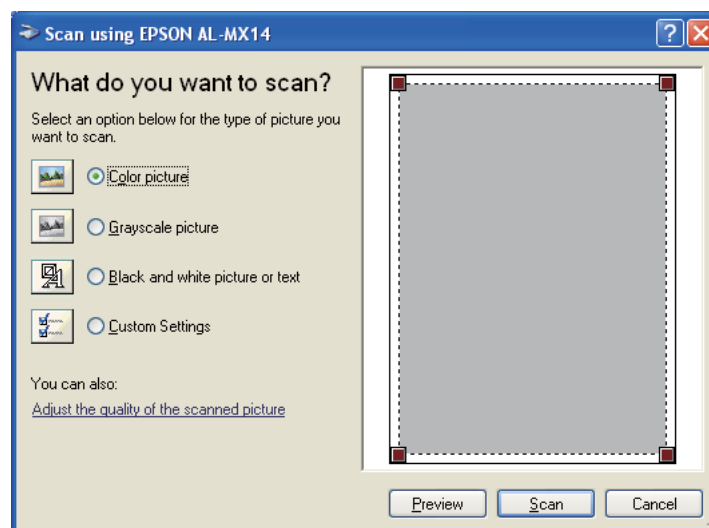 Scan using EPSON AL-MX14
What do you want to scan?
Select an option below for the type of picture you
want to scan.
Color picture
Grayscale picture
Black and white picture or text
Custom Settings
You can also:
Adjust the quality of the scanned picture
Preview
Scan
Cancel